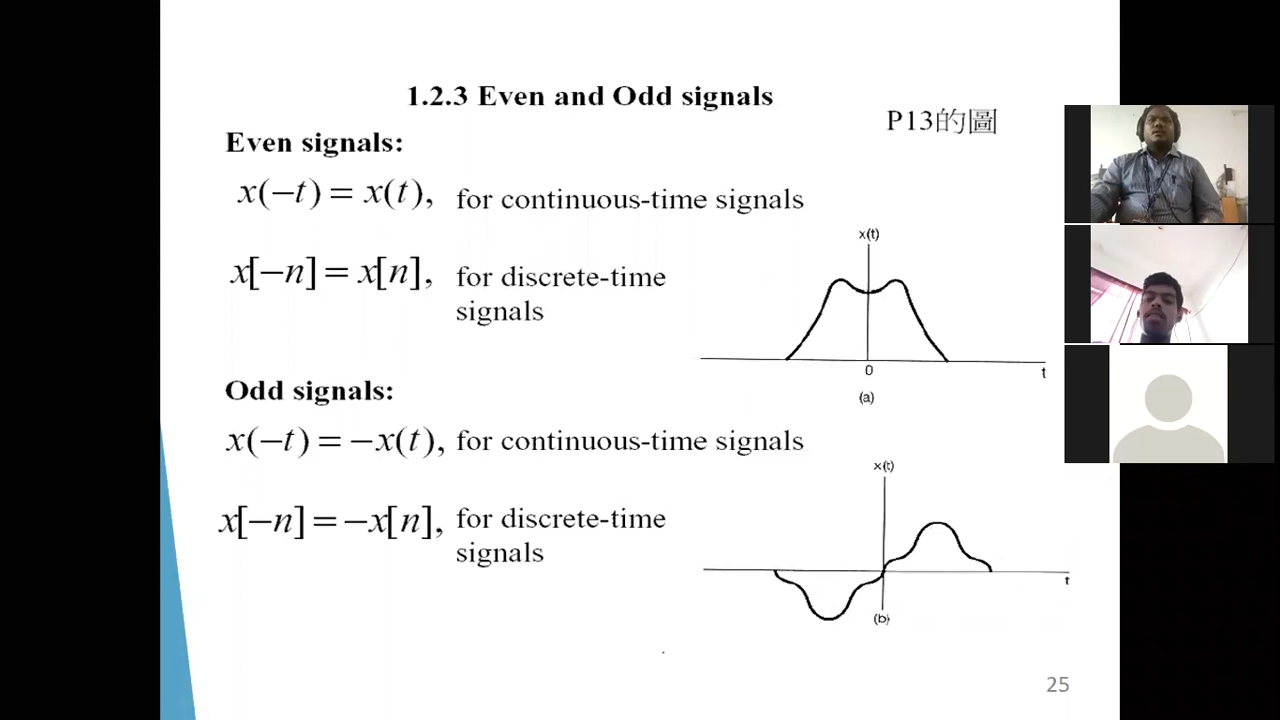 1.2.3 Even and Odd signals
P13的圖
Even signals:
x(−t) = x(t), for continuous-time signals
x[−n] = x[n], for discrete-time
signals
x(t)
0
t
(a)
Odd signals:
x(−t) = −x(t), for continuous-time signals
x[−n] = −x[n], for discrete-time
signals
x(t)
t
(b)
25